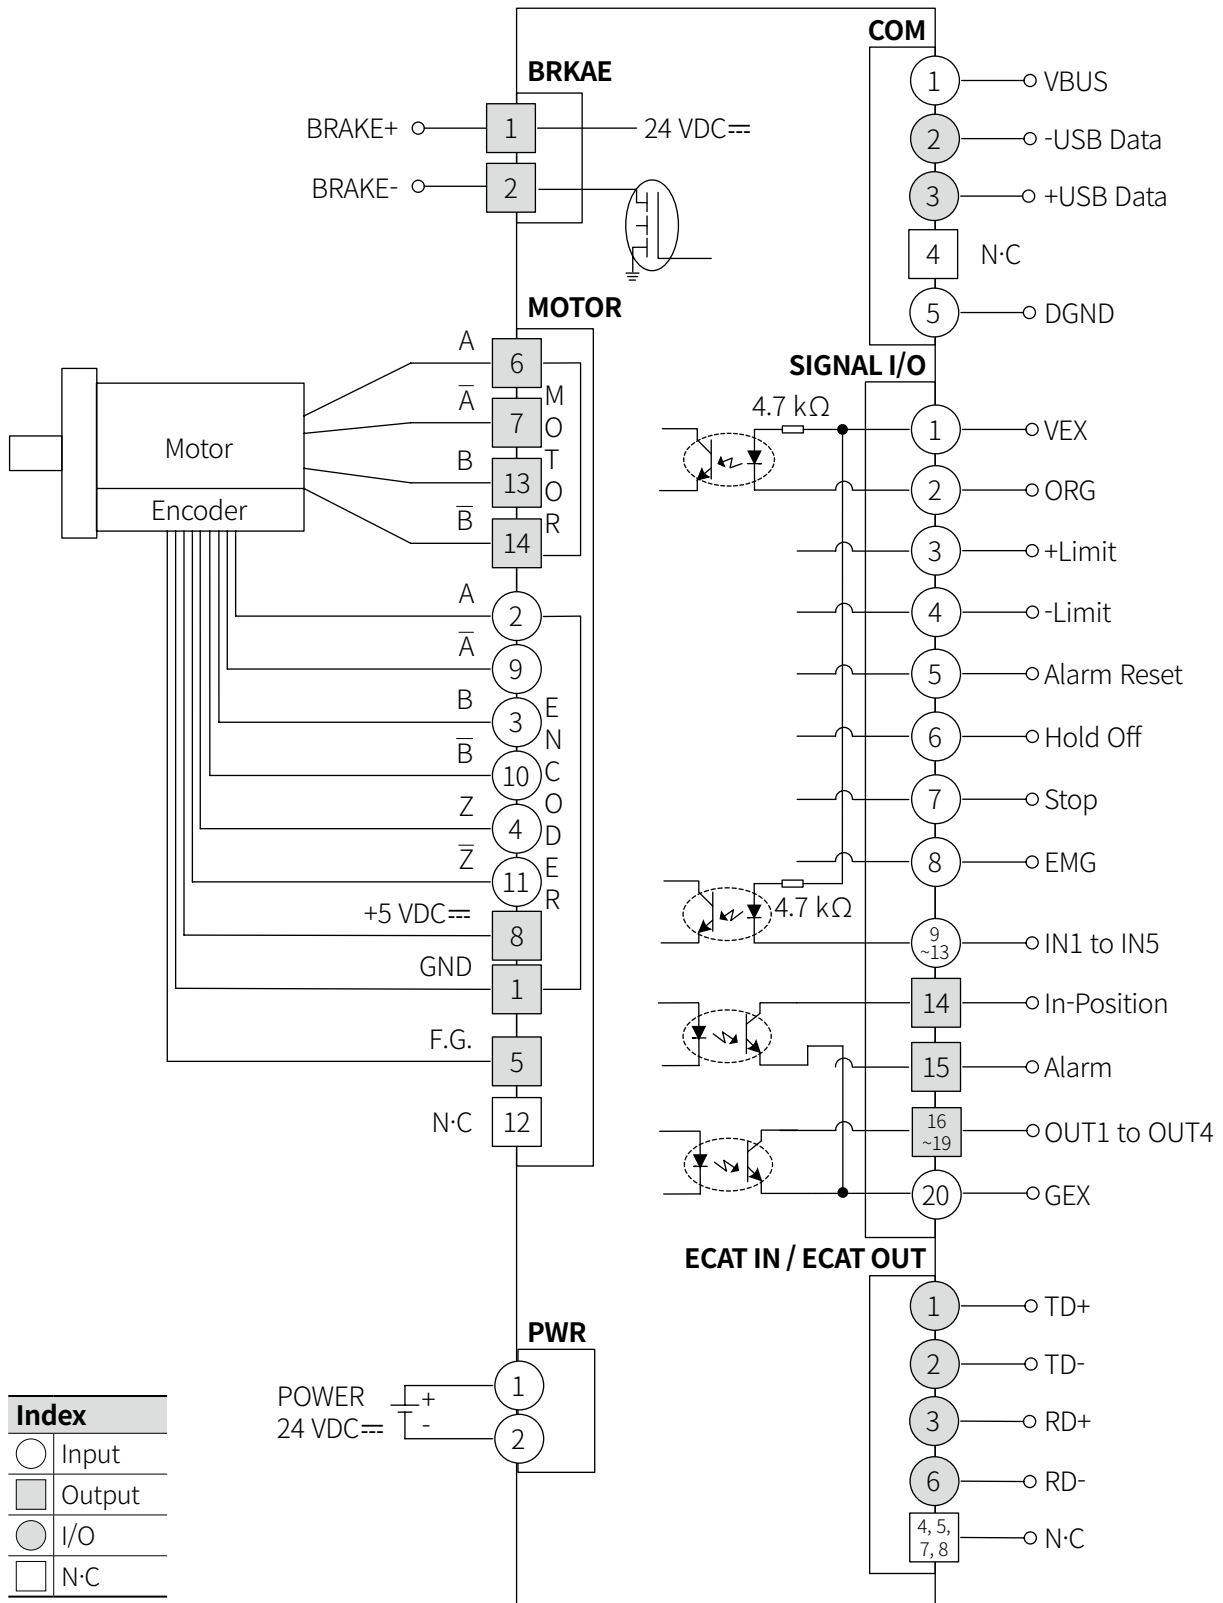 BRKAE
BRAKE+ 1 24 VDC⎓
BRAKE- 2
MOTOR
A 6
A̅ 7
B 13
B̅ 14
MOTOR
Motor
Encoder
A 2
A̅ 9
B 3
B̅ 10
Z 4
Z̅ 11
+5 VDC⎓ 8
GND 1
ENCODER
F.G. 5
N·C 12
PWR
POWER
24 VDC⎓
+ 1
- 2
Index
Input
Output
I/O
N·C
COM
1 VBUS
2 -USB Data
3 +USB Data
4 N·C
5 DGND
SIGNAL I/O
4.7 kΩ
1 VEX
2 ORG
3 +Limit
4 -Limit
5 Alarm Reset
6 Hold Off
7 Stop
8 EMG
4.7 kΩ
9
~13 IN1 to IN5
14 In-Position
15 Alarm
16
~19 OUT1 to OUT4
20 GEX
ECAT IN / ECAT OUT
1 TD+
2 TD-
3 RD+
6 RD-
4, 5,
7, 8 N·C